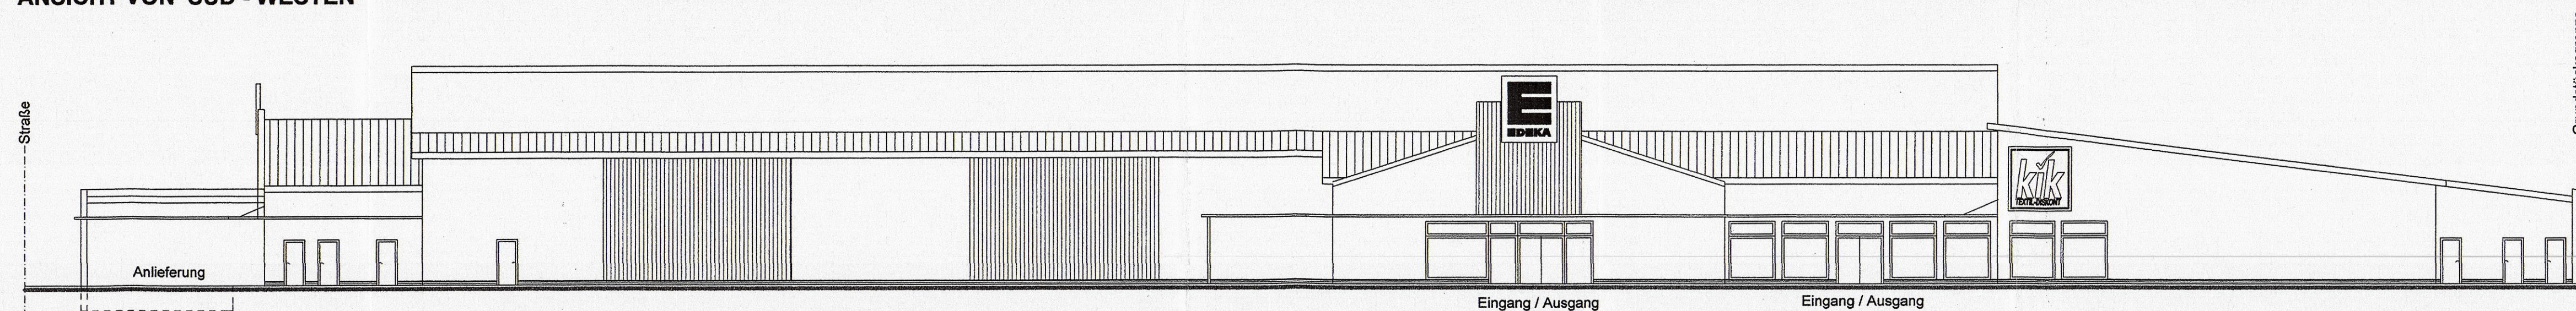 ANSICHT VON SÜD - WESTEN
Straße
E
EDEKA
kik
TEXTIL-DISKONT
Anlieferung
Eingang / Ausgang
Eingang / Ausgang